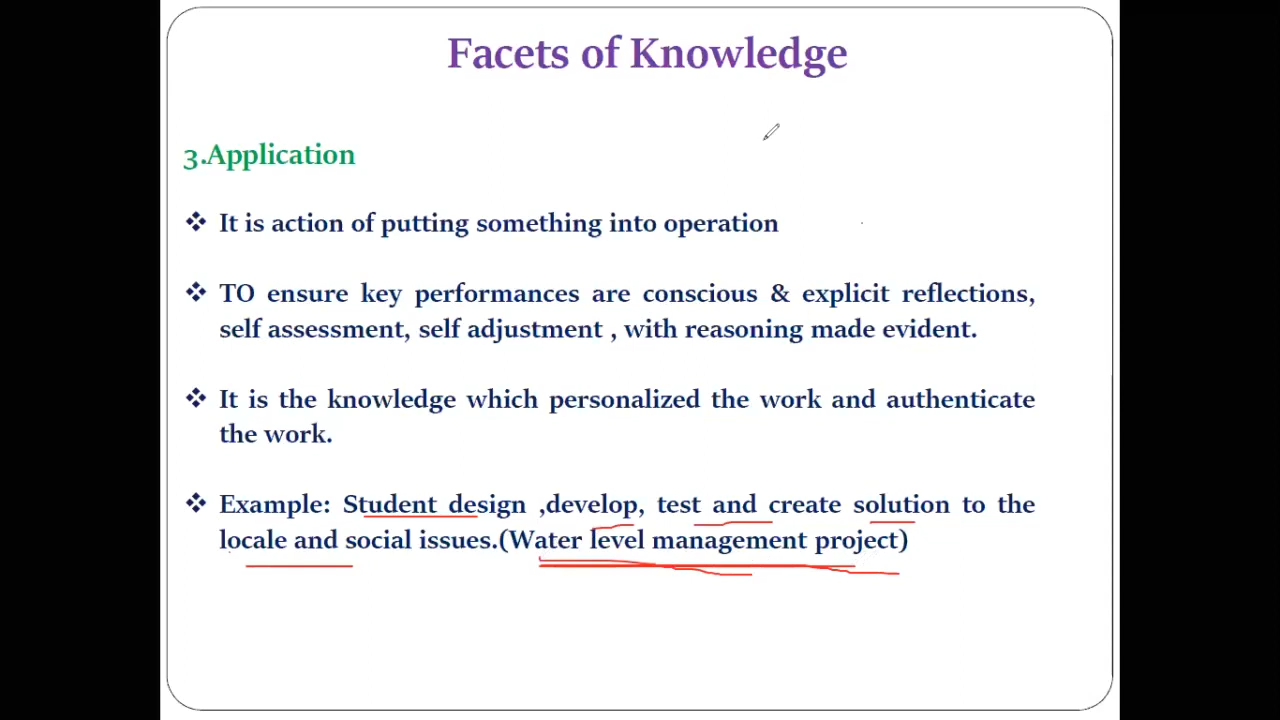 Facets of Knowledge
3.Application
❖ It is action of putting something into operation
❖ TO ensure key performances are conscious & explicit reflections,
self assessment, self adjustment , with reasoning made evident.
❖ It is the knowledge which personalized the work and authenticate
the work.
❖ Example: Student design ,develop, test and create solution to the
locale and social issues.(Water level management project)